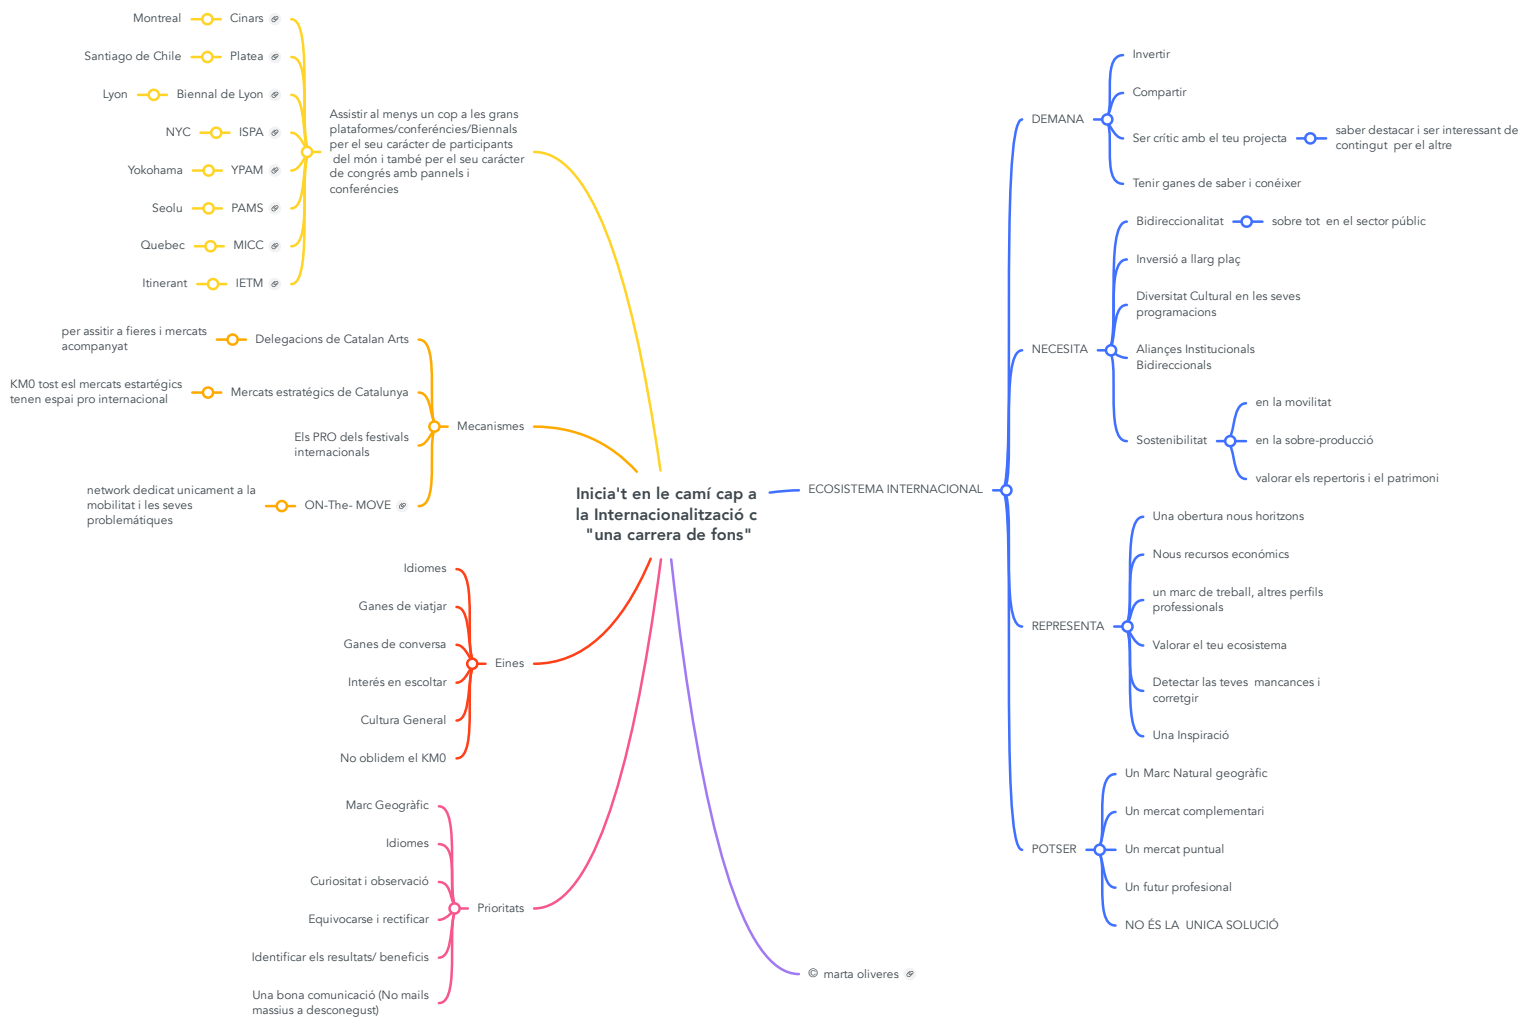 Inicia't en le camí cap a
la Internacionalització c
"una carrera de fons"
ECOSISTEMA INTERNACIONAL
DEMANA
Invertir
Compartir
Ser crític amb el teu projecta
saber destacar i ser interessant de
contingut per el altre
Tenir ganes de saber i conéixer
NECESITA
Bidireccionalitat
sobre tot en el sector públic
Inversió a llarg plaç
Diversitat Cultural en les seves
programacions
Aliançes Institucionals
Bidireccionals
Sostenibilitat
en la movilitat
en la sobre-producció
valorar els repertoris i el patrimoni
REPRESENTA
Una obertura nous horitzons
Nous recursos económics
un marc de treball, altres perfils
professionals
Valorar el teu ecosistema
Detectar las teves mancances i
corretgir
Una Inspiració
POTSER
Un Marc Natural geogràfic
Un mercat complementari
Un mercat puntual
Un futur profesional
NO ÉS LA UNICA SOLUCIÓ
© marta oliveres
Assistir al menys un cop a les grans
plataformes/conferéncies/Biennals
per el seu carácter de participants
del món i també per el seu carácter
de congrés amb pannels i
conferéncies
Cinars
Montreal
Platea
Santiago de Chile
Biennal de Lyon
Lyon
ISPA
NYC
YPAM
Yokohama
PAMS
Seolu
MICC
Quebec
IETM
Itinerant
Mecanismes
Delegacions de Catalan Arts
per assitir a fieres i mercats
acompanyat
Mercats estratégics de Catalunya
KM0 tost esl mercats estartégics
tenen espai pro internacional
Els PRO dels festivals
internacionals
ON-The- MOVE
network dedicat unicament a la
mobilitat i les seves
problemátiques
Eines
Idiomes
Ganes de viatjar
Ganes de conversa
Interés en escoltar
Cultura General
No oblidem el KM0
Prioritats
Marc Geogràfic
Idiomes
Curiositat i observació
Equivocarse i rectificar
Identificar els resultats/ beneficis
Una bona comunicació (No mails
massius a desconegust)